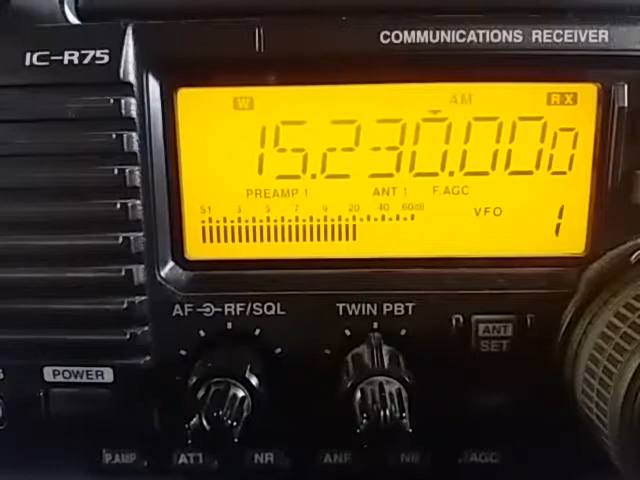 COMMUNICATIONS RECEIVER
IC-R75
W AM RX
15.230.000
PREAMP 1 ANT 1 F.AGC
S1 3 5 7 9 20 40 60dB
VFO 1
AF RF/SQL TWIN PBT
ANT
SET
POWER
P.AMP ATT NR ANF NB AGC